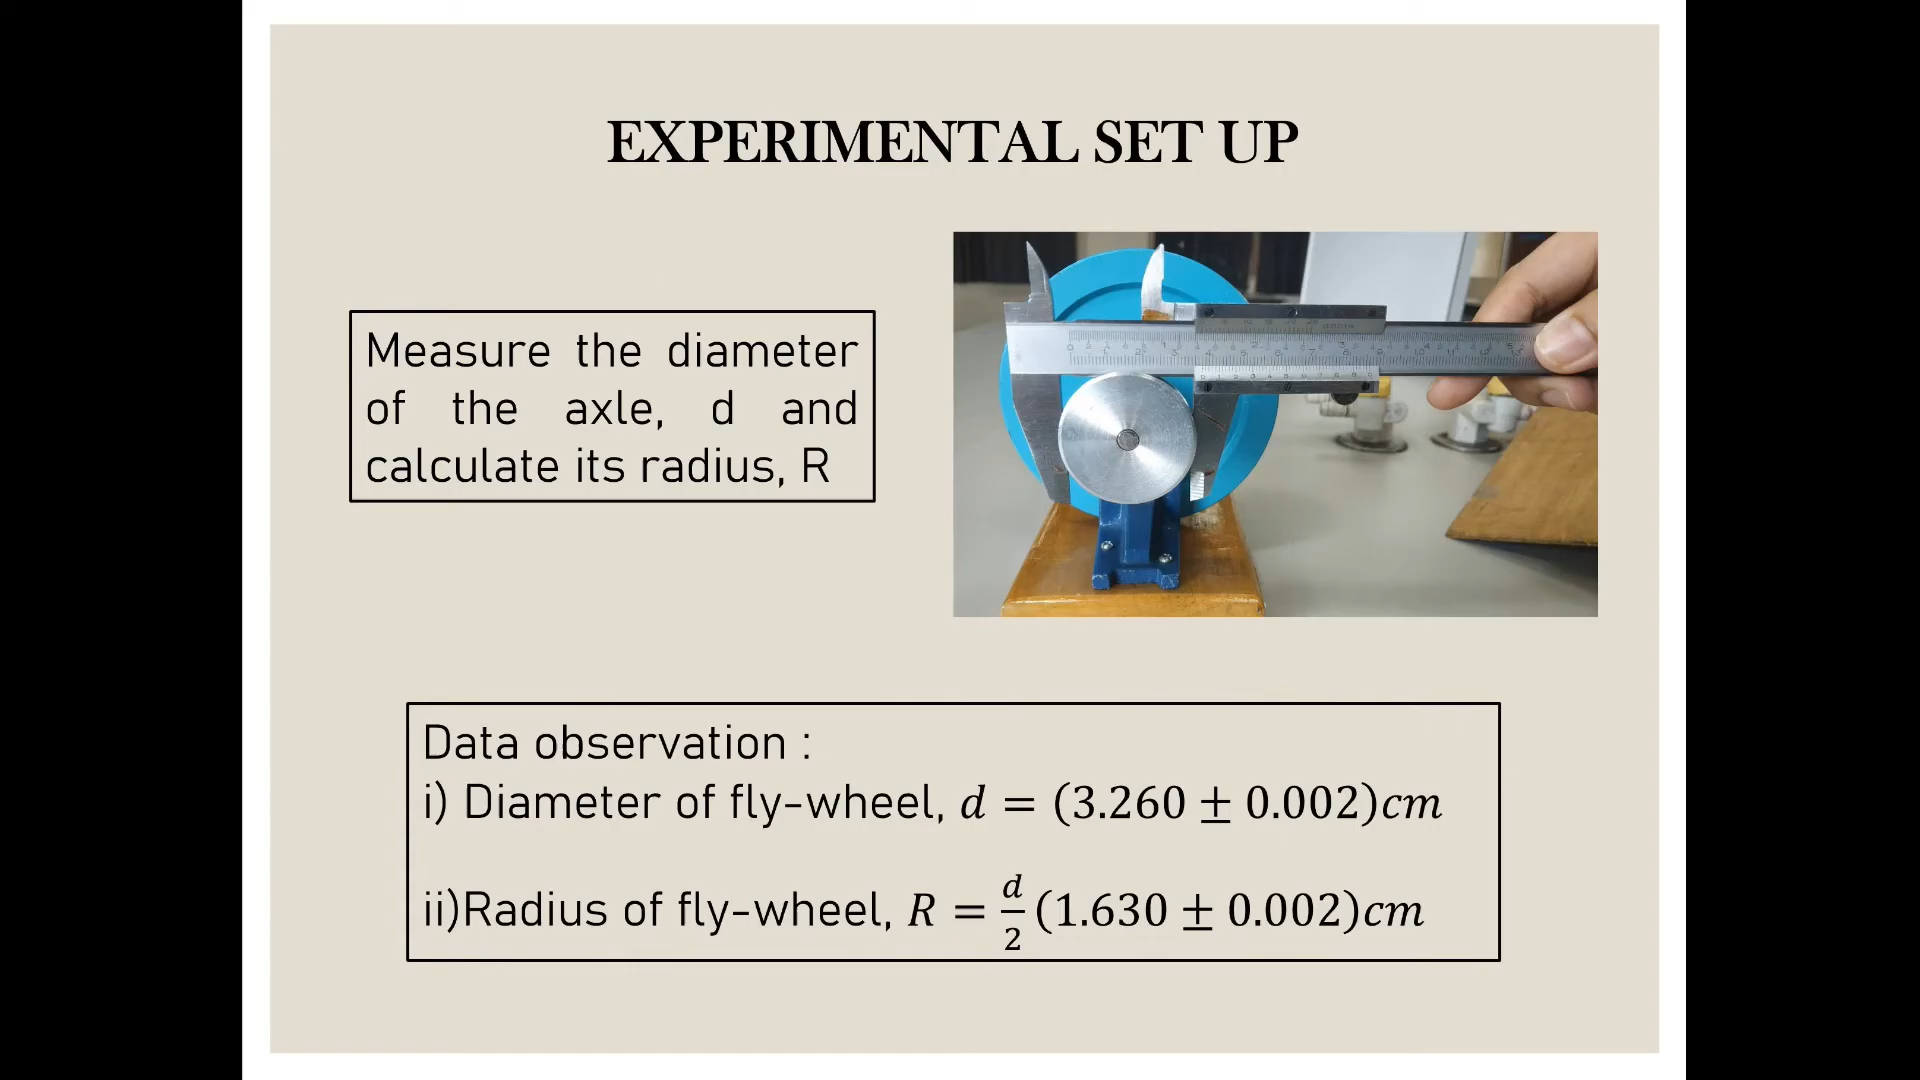 EXPERIMENTAL SET UP
Measure the diameter
of the axle, d and
calculate its radius, R
Data observation :
i) Diameter of fly-wheel, d = (3.260 ± 0.002)cm
ii)Radius of fly-wheel, R = d/2 (1.630 ± 0.002)cm